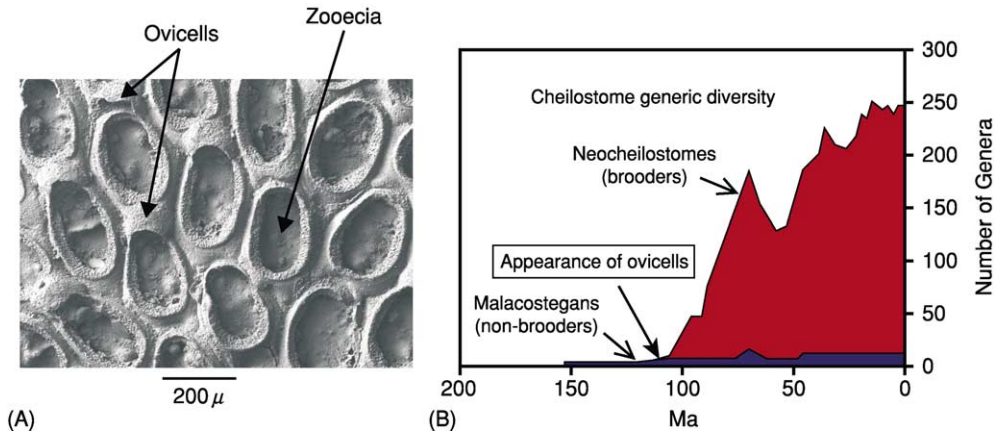 Ovicells
Zooecia
200 μ
(A)
Cheilostome generic diversity
Neocheilostomes
(brooders)
Appearance of ovicells
Malacostegans
(non-brooders)
300
250
200
150
100
50
0
Number of Genera
200
150
100
50
0
Ma
(B)